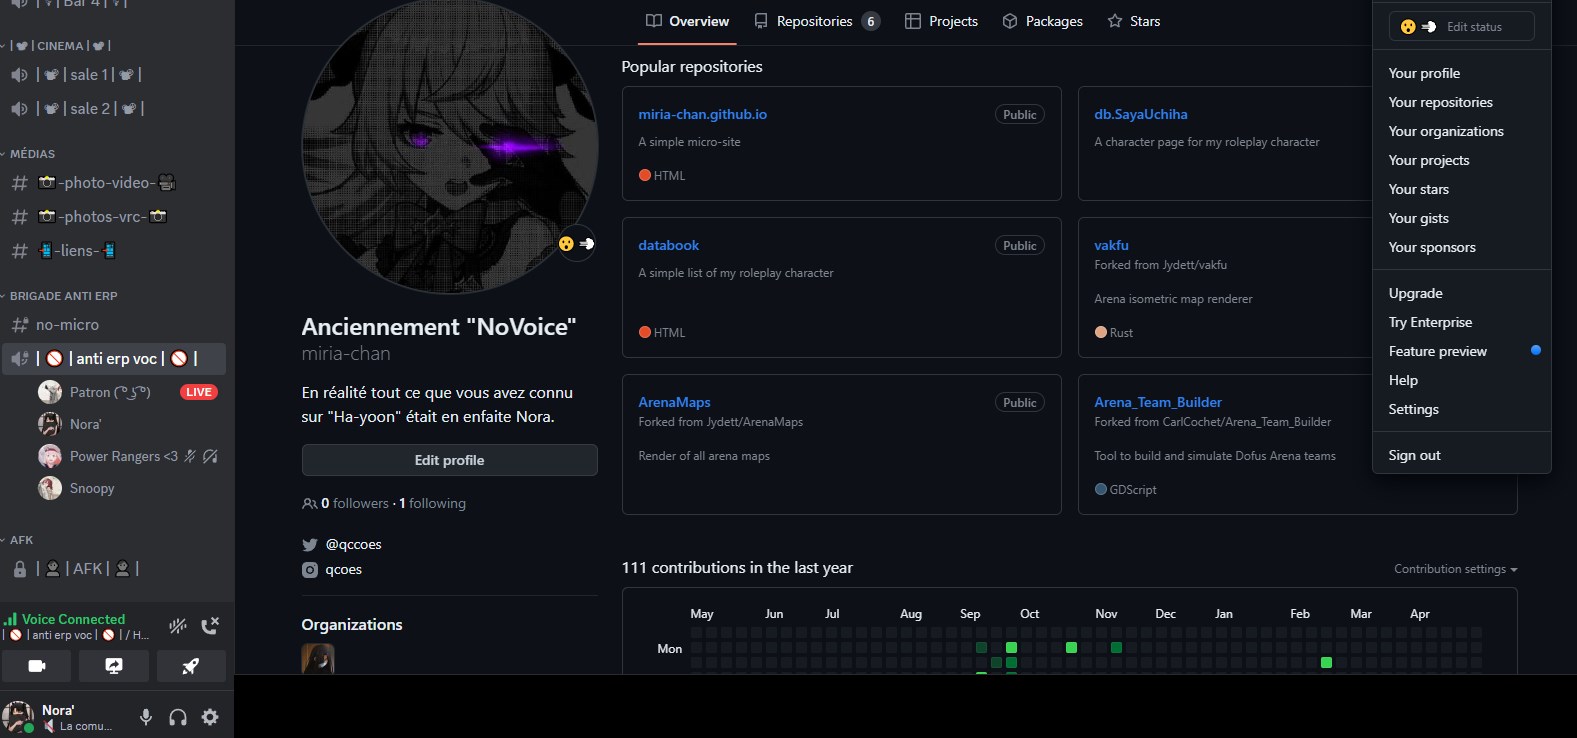 | Bar 4 |
| CINEMA | |
| sale 1 | |
| sale 2 | |
MÉDIAS
-photo-video-
-photos-vrc-
-liens-
BRIGADE ANTI ERP
no-micro
| 🚫 | anti erp voc | 🚫 |
Patron ( ͡° ͜ʖ ͡°)
LIVE
Nora'
Power Rangers <3
Snoopy
AFK
| | AFK | |
Voice Connected
| 🚫 | anti erp voc | 🚫 | / H...
Nora'
La comu...
Overview
Repositories 6
Projects
Packages
Stars
Anciennement "NoVoice"
miria-chan
En réalité tout ce que vous avez connu
sur "Ha-yoon" était en enfaite Nora.
Edit profile
0 followers · 1 following
@qccoes
qcoes
Organizations
Popular repositories
miria-chan.github.io
Public
A simple micro-site
HTML
db.SayaUchiha
A character page for my roleplay character
databook
Public
A simple list of my roleplay character
HTML
vakfu
Forked from Jydett/vakfu
Arena isometric map renderer
Rust
ArenaMaps
Public
Forked from Jydett/ArenaMaps
Render of all arena maps
Arena_Team_Builder
Forked from CarlCochet/Arena_Team_Builder
Tool to build and simulate Dofus Arena teams
GDScript
111 contributions in the last year
Contribution settings
May Jun Jul Aug Sep Oct Nov Dec Jan Feb Mar Apr
Mon
Edit status
Your profile
Your repositories
Your organizations
Your projects
Your stars
Your gists
Your sponsors
Upgrade
Try Enterprise
Feature preview
Help
Settings
Sign out